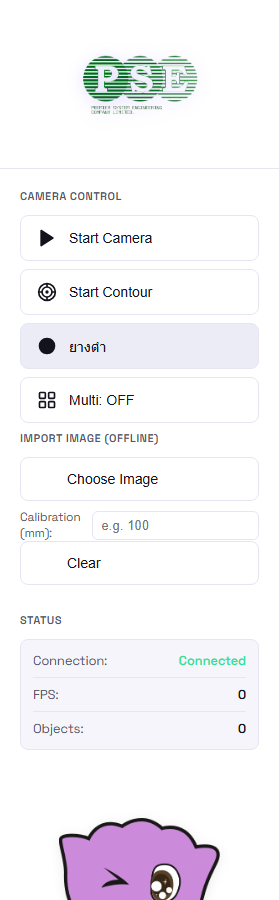 PSE
PREMIER SYSTEM ENGINEERING
COMPANY LIMITED.
CAMERA CONTROL
Start Camera
Start Contour
ยางดำ
Multi: OFF
IMPORT IMAGE (OFFLINE)
Choose Image
Calibration
(mm):
e.g. 100
Clear
STATUS
Connection:
Connected
FPS:
0
Objects:
0